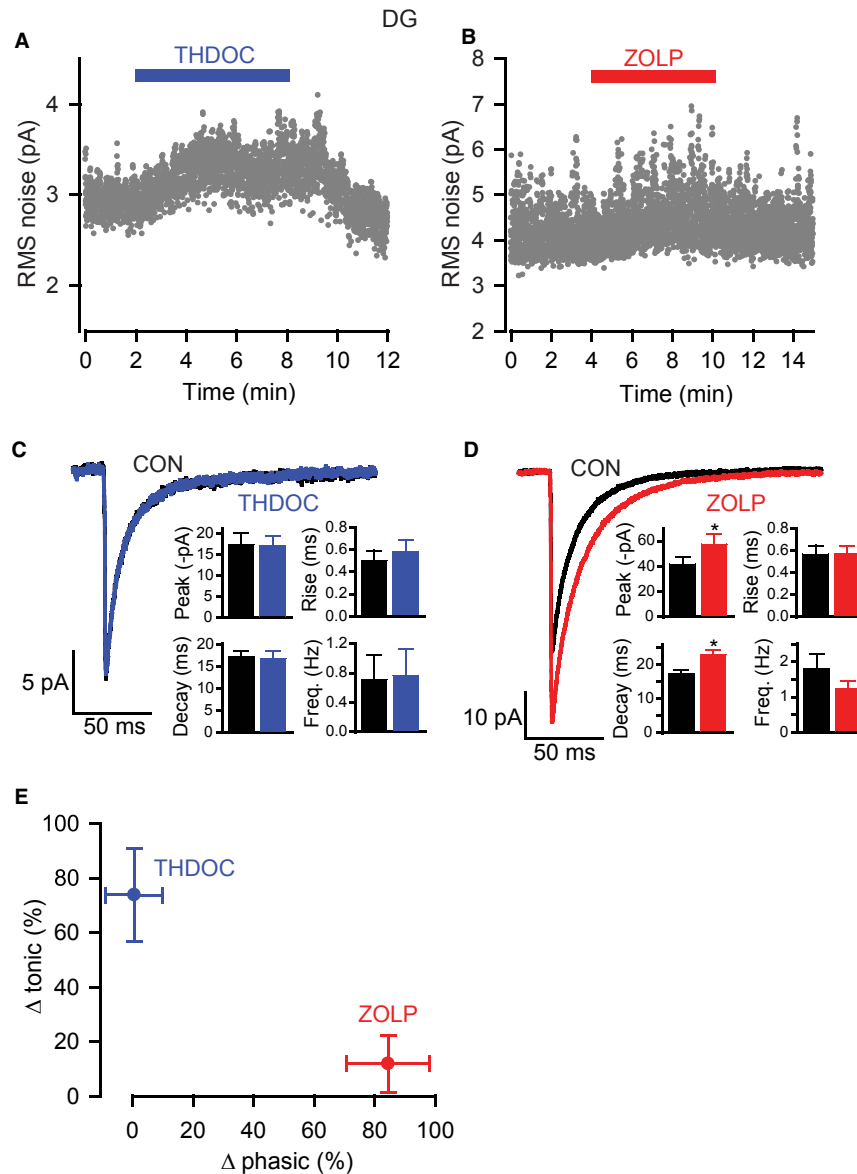 DG
A
THDOC
RMS noise (pA)
4
3
2
0 2 4 6 8 10 12
Time (min)
B
ZOLP
RMS noise (pA)
8
7
6
5
4
3
2
0 2 4 6 8 10 12 14
Time (min)
C
CON
THDOC
5 pA
50 ms
Peak (-pA)
20
15
10
5
0
Rise (ms)
0.8
0.6
0.4
0.2
0.0
Decay (ms)
20
15
10
5
0
Freq. (Hz)
1.2
0.8
0.4
0.0
D
CON
ZOLP
10 pA
50 ms
Peak (-pA)
60
40
20
0
*
Rise (ms)
0.8
0.6
0.4
0.2
0.0
Decay (ms)
20
10
0
*
Freq. (Hz)
2
1
0
E
Δ tonic (%)
100
80
60
40
20
0
THDOC
ZOLP
0 20 40 60 80 100
Δ phasic (%)